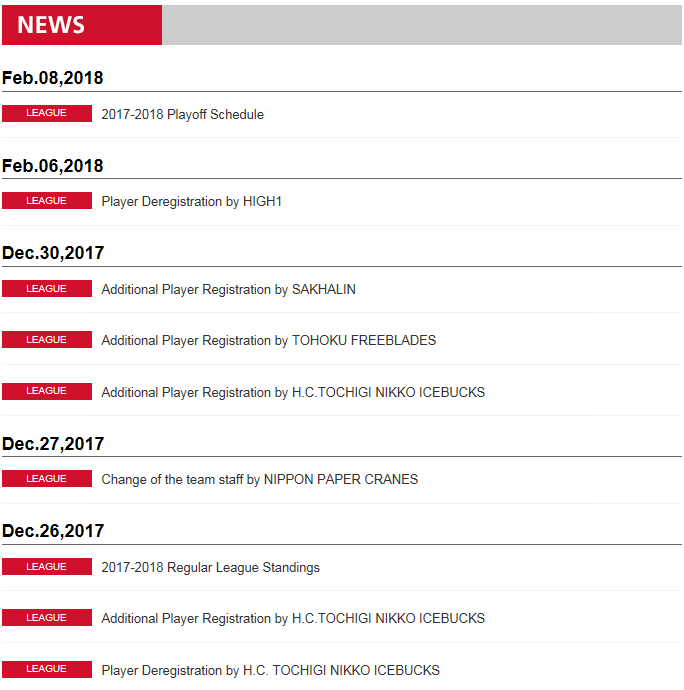 NEWS
Feb.08,2018
LEAGUE 2017-2018 Playoff Schedule
Feb.06,2018
LEAGUE Player Deregistration by HIGH1
Dec.30,2017
LEAGUE Additional Player Registration by SAKHALIN
LEAGUE Additional Player Registration by TOHOKU FREEBLADES
LEAGUE Additional Player Registration by H.C.TOCHIGI NIKKO ICEBUCKS
Dec.27,2017
LEAGUE Change of the team staff by NIPPON PAPER CRANES
Dec.26,2017
LEAGUE 2017-2018 Regular League Standings
LEAGUE Additional Player Registration by H.C.TOCHIGI NIKKO ICEBUCKS
LEAGUE Player Deregistration by H.C. TOCHIGI NIKKO ICEBUCKS